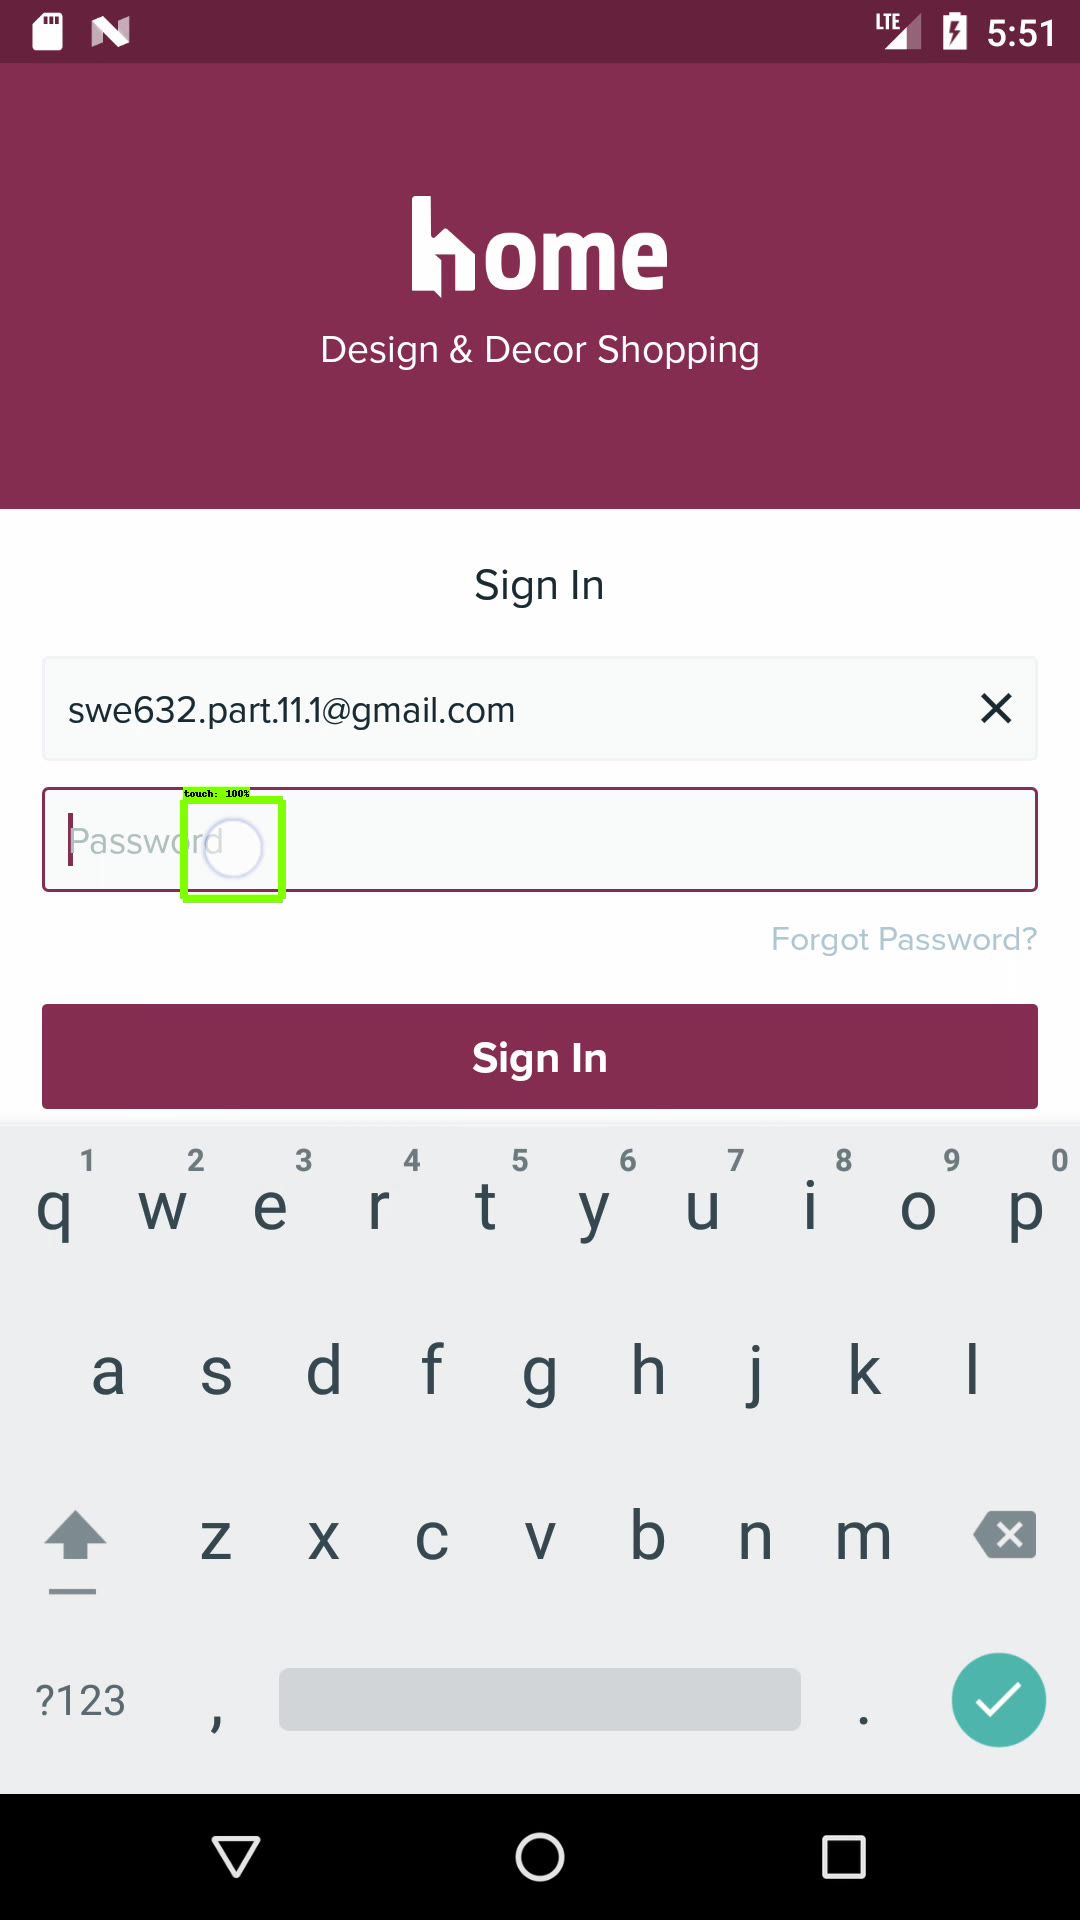 LTE 5:51
home
Design & Decor Shopping
Sign In
swe632.part.11.1@gmail.com
touch: 100%
Password
Forgot Password?
Sign In
1 2 3 4 5 6 7 8 9 0
q w e r t y u i o p
a s d f g h j k l
z x c v b n m
?123 , .